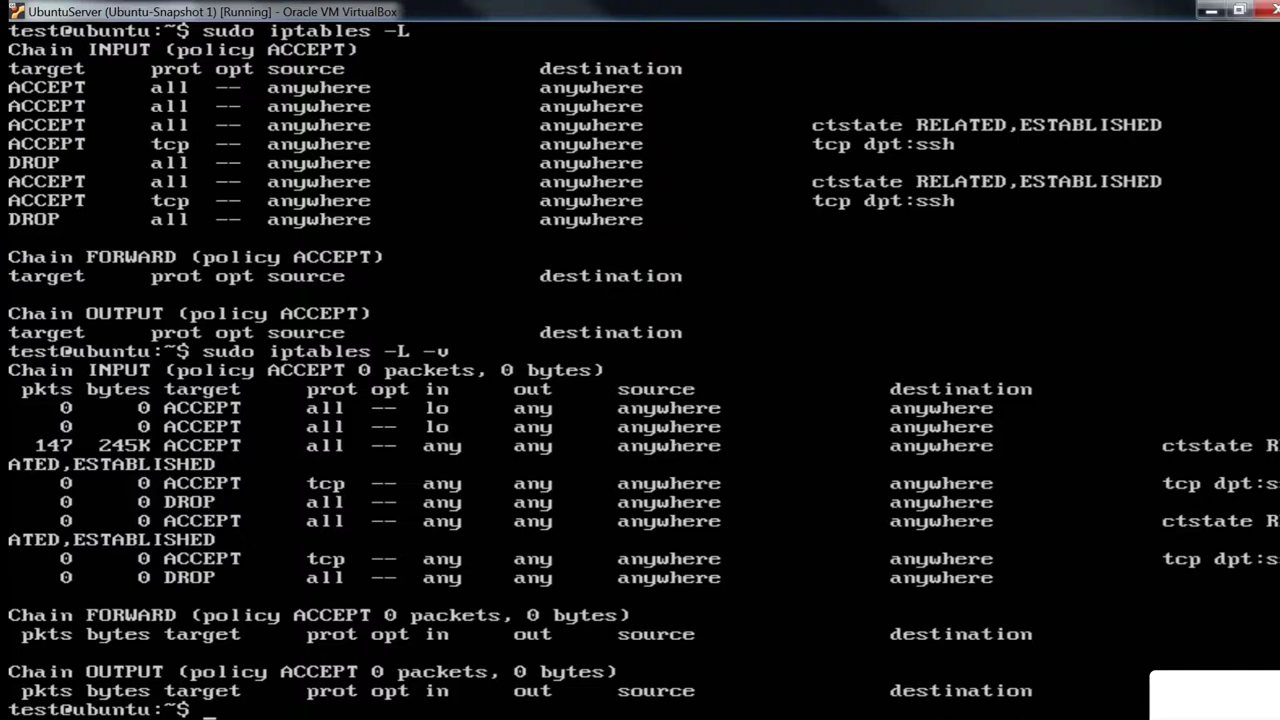 UbuntuServer (Ubuntu-Snapshot 1) [Running] - Oracle VM VirtualBox
test@ubuntu:~$ sudo iptables -L
Chain INPUT (policy ACCEPT)
target     prot opt source               destination
ACCEPT     all  --  anywhere             anywhere
ACCEPT     all  --  anywhere             anywhere
ACCEPT     all  --  anywhere             anywhere             ctstate RELATED,ESTABLISHED
ACCEPT     tcp  --  anywhere             anywhere             tcp dpt:ssh
DROP       all  --  anywhere             anywhere
ACCEPT     all  --  anywhere             anywhere             ctstate RELATED,ESTABLISHED
ACCEPT     tcp  --  anywhere             anywhere             tcp dpt:ssh
DROP       all  --  anywhere             anywhere
Chain FORWARD (policy ACCEPT)
target     prot opt source               destination
Chain OUTPUT (policy ACCEPT)
target     prot opt source               destination
test@ubuntu:~$ sudo iptables -L -v
Chain INPUT (policy ACCEPT 0 packets, 0 bytes)
 pkts bytes target     prot opt in     out     source               destination
    0     0 ACCEPT     all  --  lo     any     anywhere             anywhere
    0     0 ACCEPT     all  --  lo     any     anywhere             anywhere
  147  245K ACCEPT     all  --  any    any     anywhere             anywhere             ctstate R
ATED,ESTABLISHED
    0     0 ACCEPT     tcp  --  any    any     anywhere             anywhere             tcp dpt:s
    0     0 DROP       all  --  any    any     anywhere             anywhere
    0     0 ACCEPT     all  --  any    any     anywhere             anywhere             ctstate R
ATED,ESTABLISHED
    0     0 ACCEPT     tcp  --  any    any     anywhere             anywhere             tcp dpt:s
    0     0 DROP       all  --  any    any     anywhere             anywhere
Chain FORWARD (policy ACCEPT 0 packets, 0 bytes)
 pkts bytes target     prot opt in     out     source               destination
Chain OUTPUT (policy ACCEPT 0 packets, 0 bytes)
 pkts bytes target     prot opt in     out     source               destination
test@ubuntu:~$ _